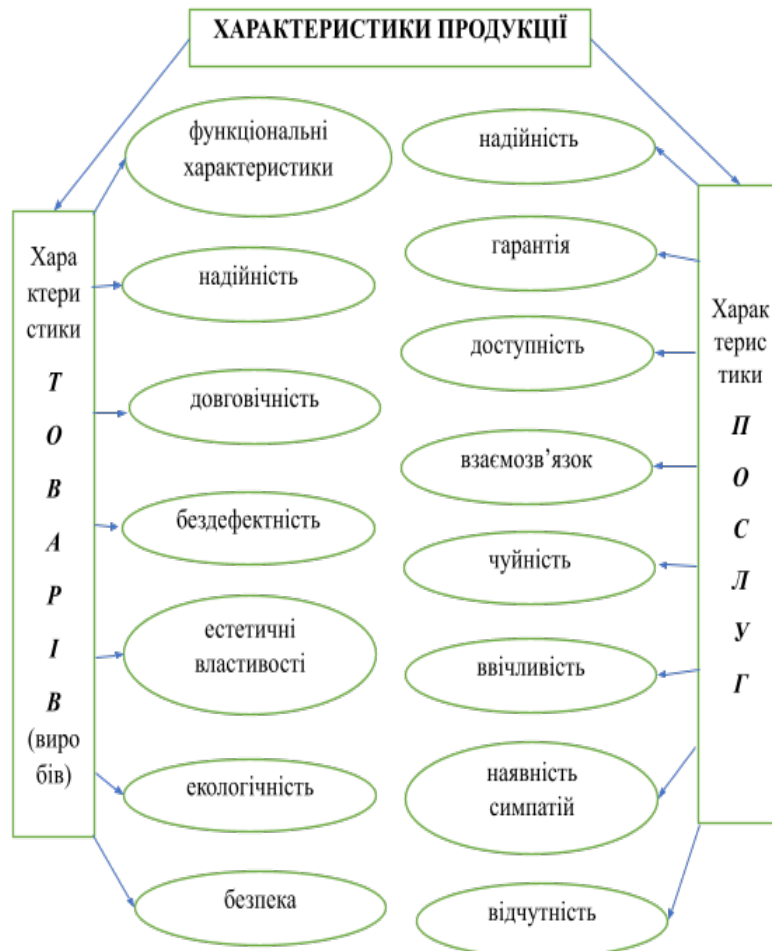 ХАРАКТЕРИСТИКИ ПРОДУКЦІЇ
Хара
ктери
стики
Т
О
В
А
Р
І
В
(виро
бів)
функціональні
характеристики
надійність
довговічність
бездефектність
естетичні
властивості
екологічність
безпека
надійність
гарантія
доступність
взаємозв’язок
чуйність
ввічливість
наявність
симпатій
відчутність
Харак
терис
тики
П
О
С
Л
У
Г